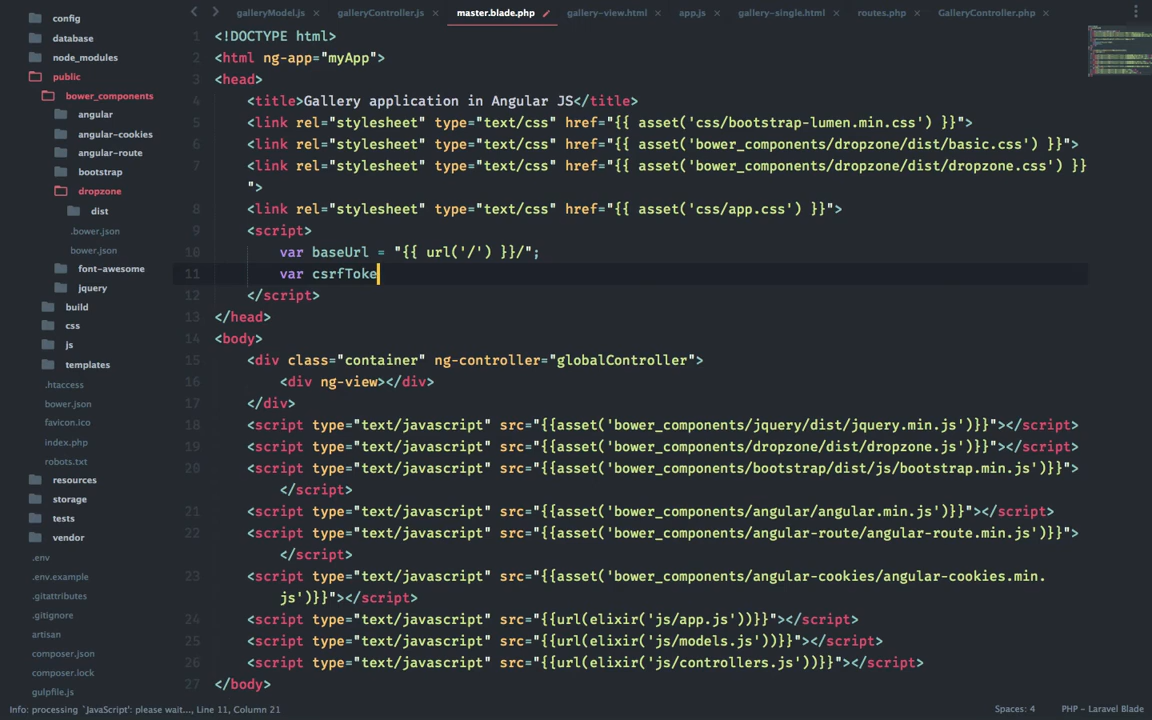 config
database
node_modules
public
bower_components
angular
angular-cookies
angular-route
bootstrap
dropzone
dist
.bower.json
bower.json
font-awesome
jquery
build
css
js
templates
.htaccess
bower.json
favicon.ico
index.php
robots.txt
resources
storage
tests
vendor
.env
.env.example
.gitattributes
.gitignore
artisan
composer.json
composer.lock
gulpfile.js
galleryModel.js × galleryController.js × master.blade.php gallery-view.html × app.js × gallery-single.html × routes.php × GalleryController.php ×
1 <!DOCTYPE html>
2 <html ng-app="myApp">
3 <head>
4 <title>Gallery application in Angular JS</title>
5 <link rel="stylesheet" type="text/css" href="{{ asset('css/bootstrap-lumen.min.css') }}">
6 <link rel="stylesheet" type="text/css" href="{{ asset('bower_components/dropzone/dist/basic.css') }}">
7 <link rel="stylesheet" type="text/css" href="{{ asset('bower_components/dropzone/dist/dropzone.css') }}
">
8 <link rel="stylesheet" type="text/css" href="{{ asset('css/app.css') }}">
9 <script>
10 var baseUrl = "{{ url('/') }}/";
11 var csrfToke
12 </script>
13 </head>
14 <body>
15 <div class="container" ng-controller="globalController">
16 <div ng-view></div>
17 </div>
18 <script type="text/javascript" src="{{asset('bower_components/jquery/dist/jquery.min.js')}}"></script>
19 <script type="text/javascript" src="{{asset('bower_components/dropzone/dist/dropzone.js')}}"></script>
20 <script type="text/javascript" src="{{asset('bower_components/bootstrap/dist/js/bootstrap.min.js')}}">
</script>
21 <script type="text/javascript" src="{{asset('bower_components/angular/angular.min.js')}}"></script>
22 <script type="text/javascript" src="{{asset('bower_components/angular-route/angular-route.min.js')}}">
</script>
23 <script type="text/javascript" src="{{asset('bower_components/angular-cookies/angular-cookies.min.
js')}}"></script>
24 <script type="text/javascript" src="{{url(elixir('js/app.js'))}}"></script>
25 <script type="text/javascript" src="{{url(elixir('js/models.js'))}}"></script>
26 <script type="text/javascript" src="{{url(elixir('js/controllers.js'))}}"></script>
27 </body>
Info: processing `JavaScript': please wait..., Line 11, Column 21 Spaces: 4 PHP – Laravel Blade